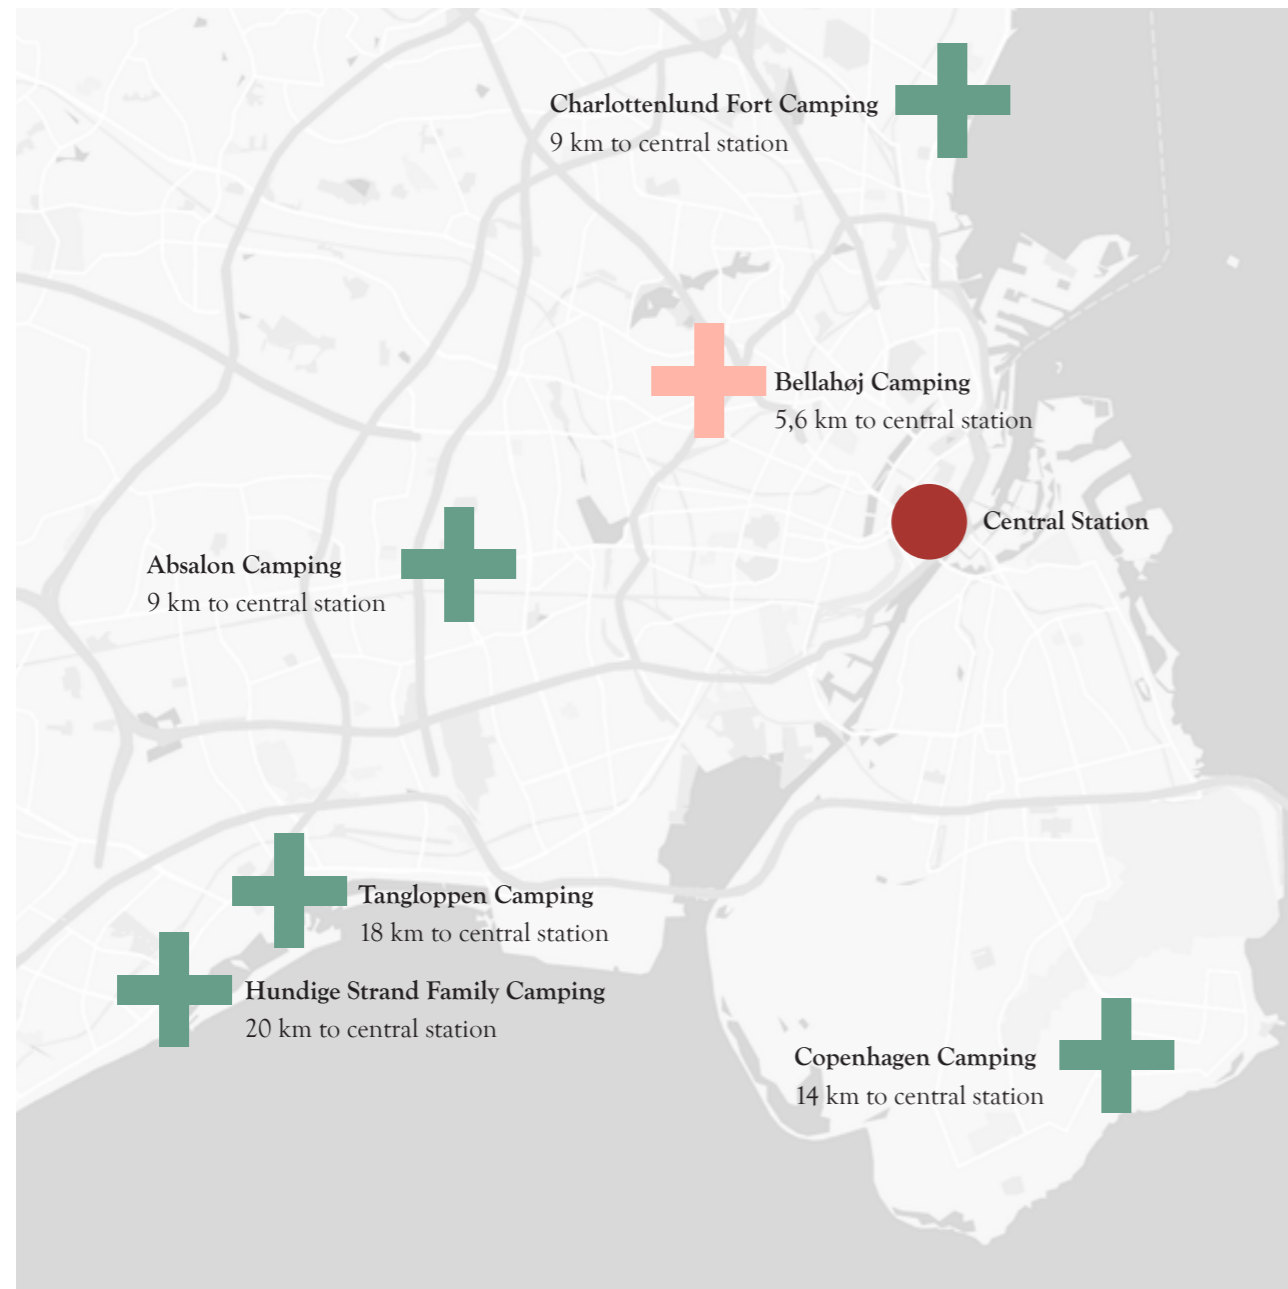 Charlottenlund Fort Camping
9 km to central station
Bellahøj Camping
5,6 km to central station
Central Station
Absalon Camping
9 km to central station
Tangloppen Camping
18 km to central station
Hundige Strand Family Camping
20 km to central station
Copenhagen Camping
14 km to central station